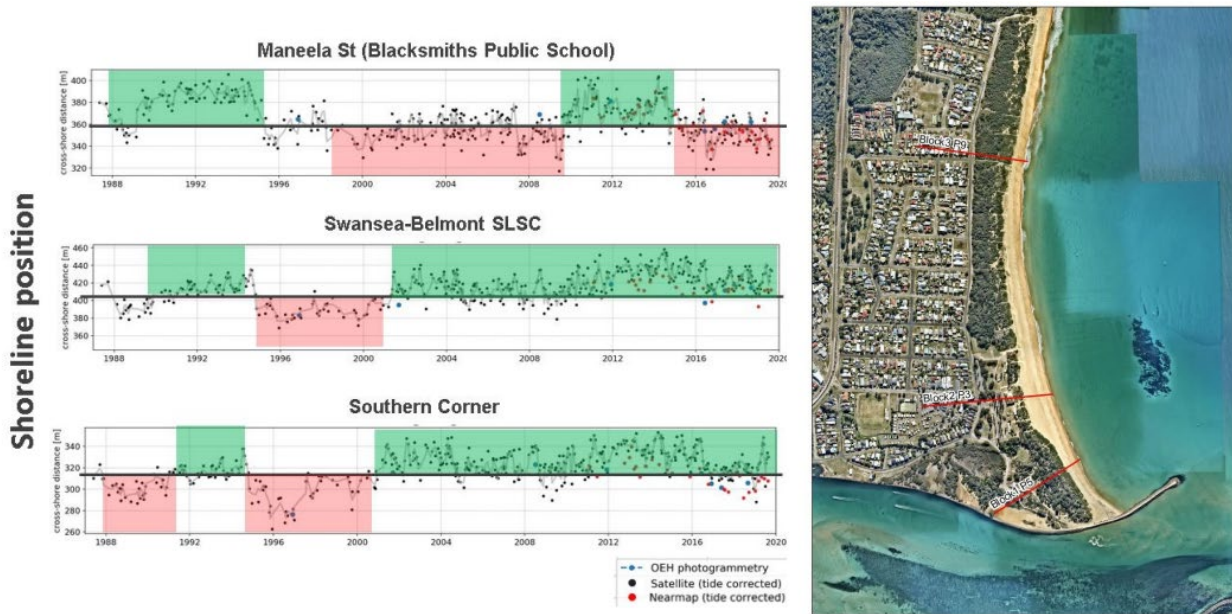 Shoreline position
Maneela St (Blacksmiths Public School)
cross-shore distance [m]
400
380
360
340
320
1988 1992 1996 2000 2004 2008 2012 2016 2020
Swansea-Belmont SLSC
cross-shore distance [m]
460
440
420
400
380
360
1988 1992 1996 2000 2004 2008 2012 2016 2020
Southern Corner
cross-shore distance [m]
340
320
300
280
260
1988 1992 1996 2000 2004 2008 2012 2016 2020
OEH photogrammetry
Satellite (tide corrected)
Nearmap (tide corrected)
Block3 P9
Block2 P3
Block1 P5